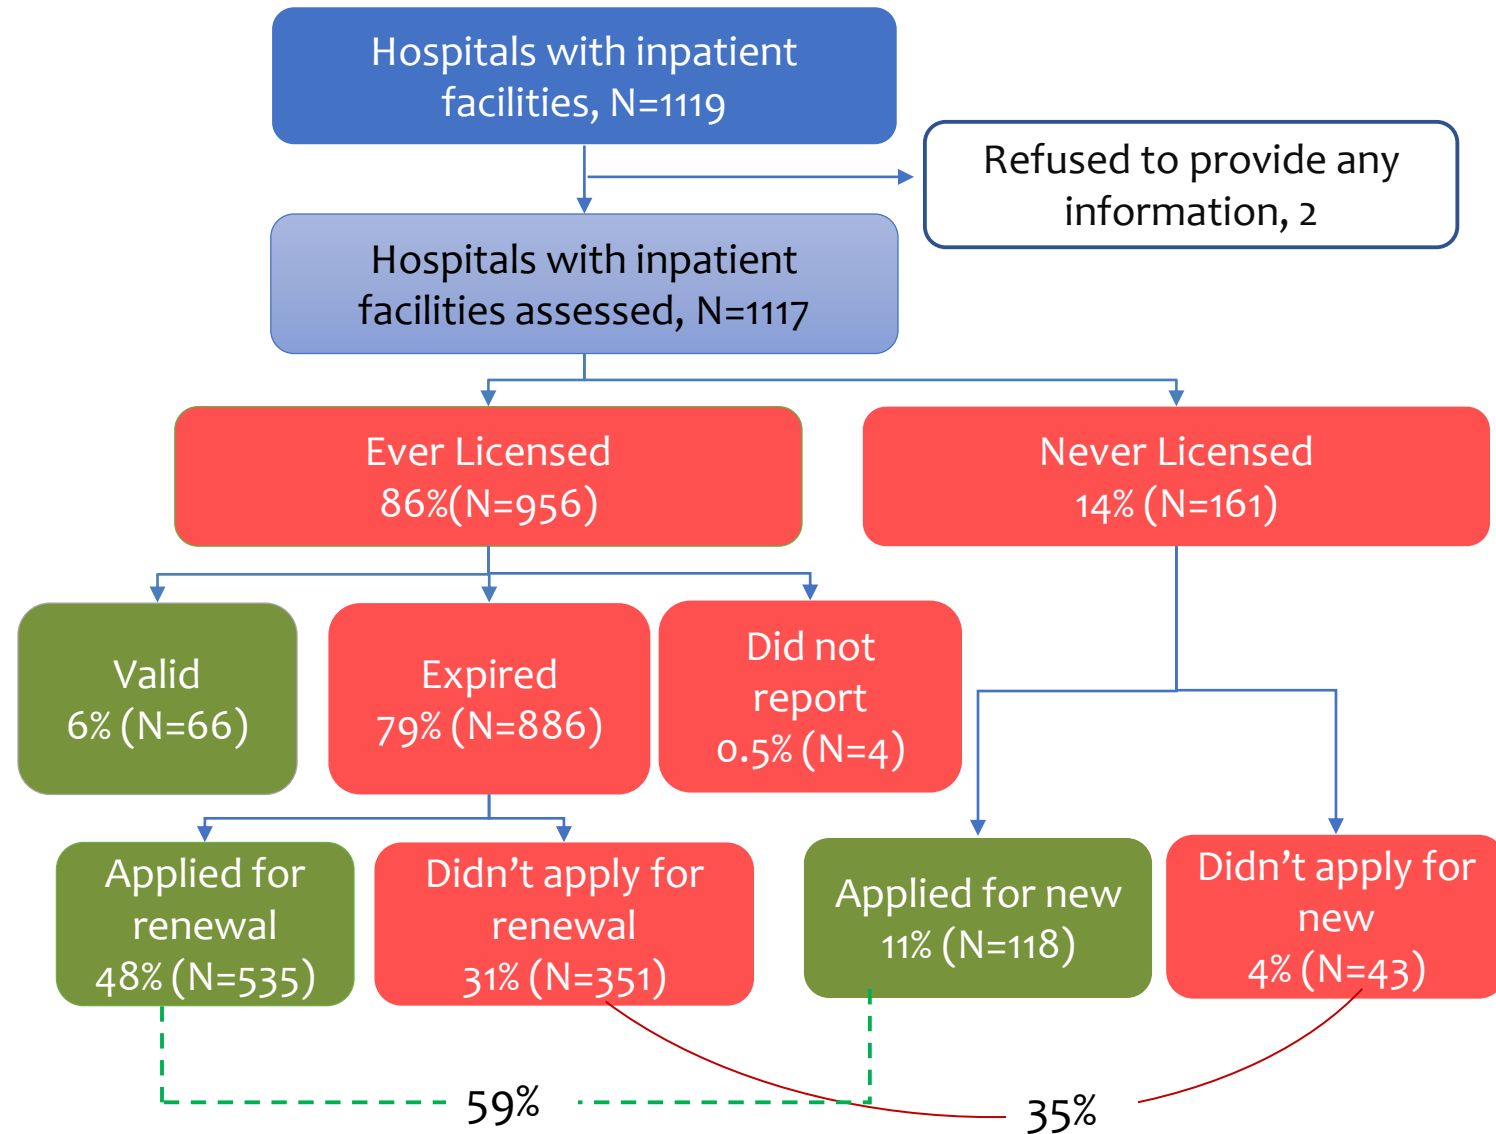 Hospitals with inpatient
facilities, N=1119
Refused to provide any
information, 2
Hospitals with inpatient
facilities assessed, N=1117
Ever Licensed
86%(N=956)
Never Licensed
14% (N=161)
Valid
6% (N=66)
Expired
79% (N=886)
Did not
report
0.5% (N=4)
Applied for
renewal
48% (N=535)
Didn’t apply for
renewal
31% (N=351)
Applied for new
11% (N=118)
Didn’t apply for
new
4% (N=43)
59%
35%